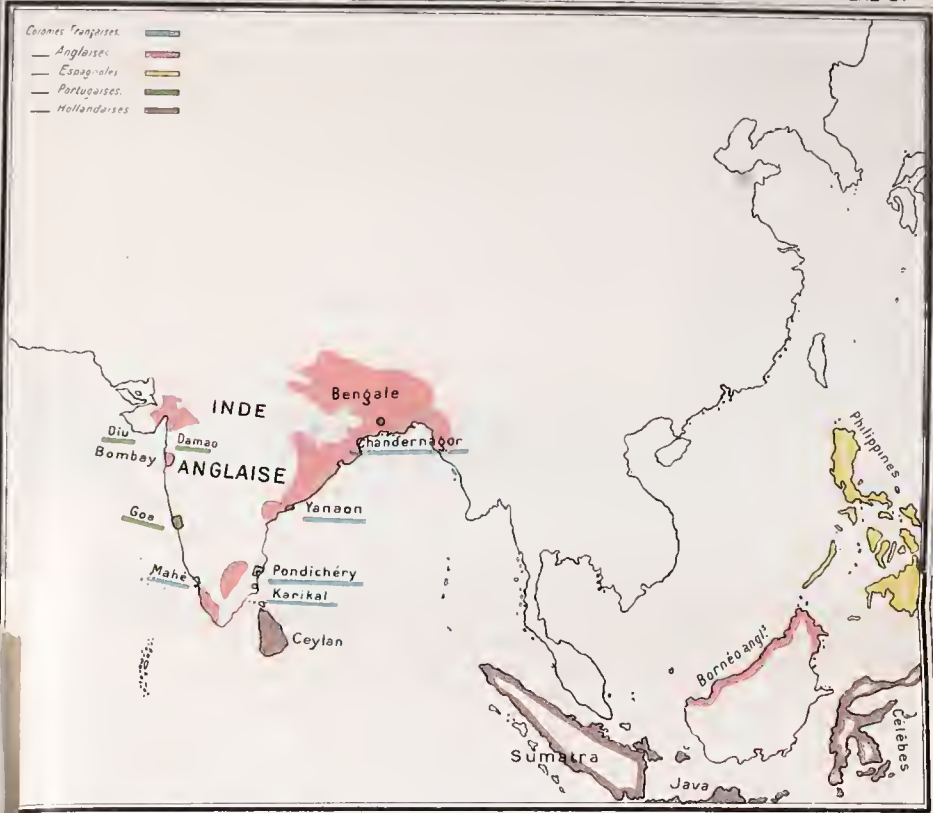 Colonies Françaises.
— Anglaises
— Espagnoles
— Portugaises.
— Hollandaises
INDE
ANGLAISE
Bengale
Chandernagor
Diu
Damao
Bombay
Goa
Yanaon
Mahé
Pondichéry
Karikal
Ceylan
Philippines
Bornéo angl.s
Sumatra
Java
Célèbes